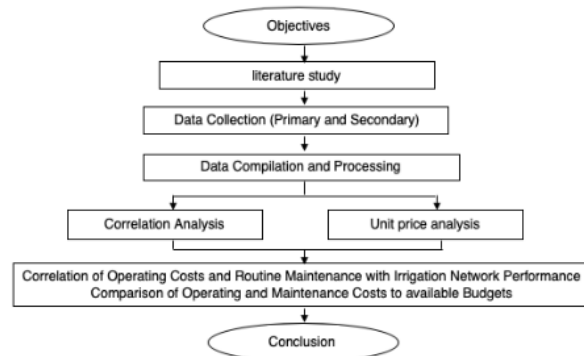 Objectives
literature study
Data Collection (Primary and Secondary)
Data Compilation and Processing
Correlation Analysis
Unit price analysis
Correlation of Operating Costs and Routine Maintenance with Irrigation Network Performance
Comparison of Operating and Maintenance Costs to available Budgets
Conclusion